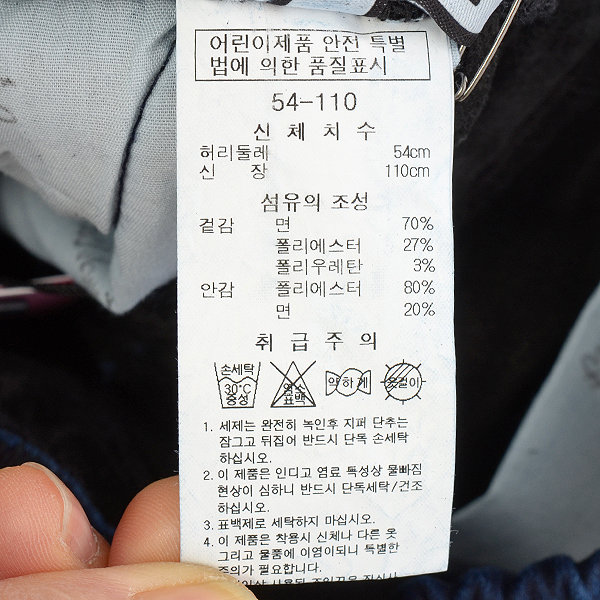 어린이제품 안전 특별
법에 의한 품질표시
54-110
신 체 치 수
허리둘레 54cm
신 장 110cm
섬유의 조성
겉감 면 70%
폴리에스터 27%
폴리우레탄 3%
안감 폴리에스터 80%
면 20%
취 급 주 의
손세탁 30°C 중성
염소 표백
약하게
옷걸이
1. 세제는 완전히 녹인후 지퍼 단추는
잠그고 뒤집어 반드시 단독 손세탁
하십시오.
2. 이 제품은 인디고 염료 특성상 물빠짐
현상이 심하니 반드시 단독세탁/건조
하십시오.
3. 표백제로 세탁하지 마십시오.
4. 이 제품은 착용시 신체나 다른 옷
그리고 물품에 이염이되니 특별한
주의가 필요합니다.